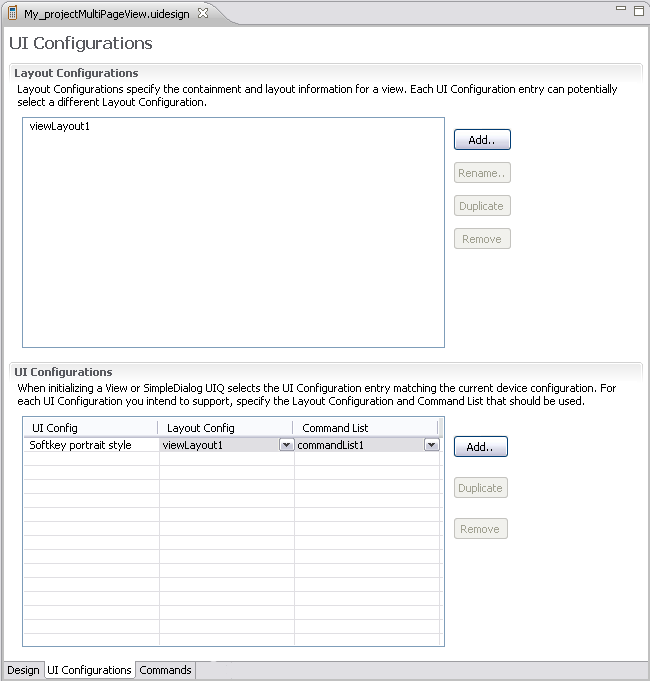 My_projectMultiPageView.uidesign
UI Configurations
Layout Configurations
Layout Configurations specify the containment and layout information for a view. Each UI Configuration entry can potentially
select a different Layout Configuration.
viewLayout1
Add..
Rename..
Duplicate
Remove
UI Configurations
When initializing a View or SimpleDialog UIQ selects the UI Configuration entry matching the current device configuration. For
each UI Configuration you intend to support, specify the Layout Configuration and Command List that should be used.
UI Config Layout Config Command List
Softkey portrait style viewLayout1 commandList1
Add..
Duplicate
Remove
Design UI Configurations Commands